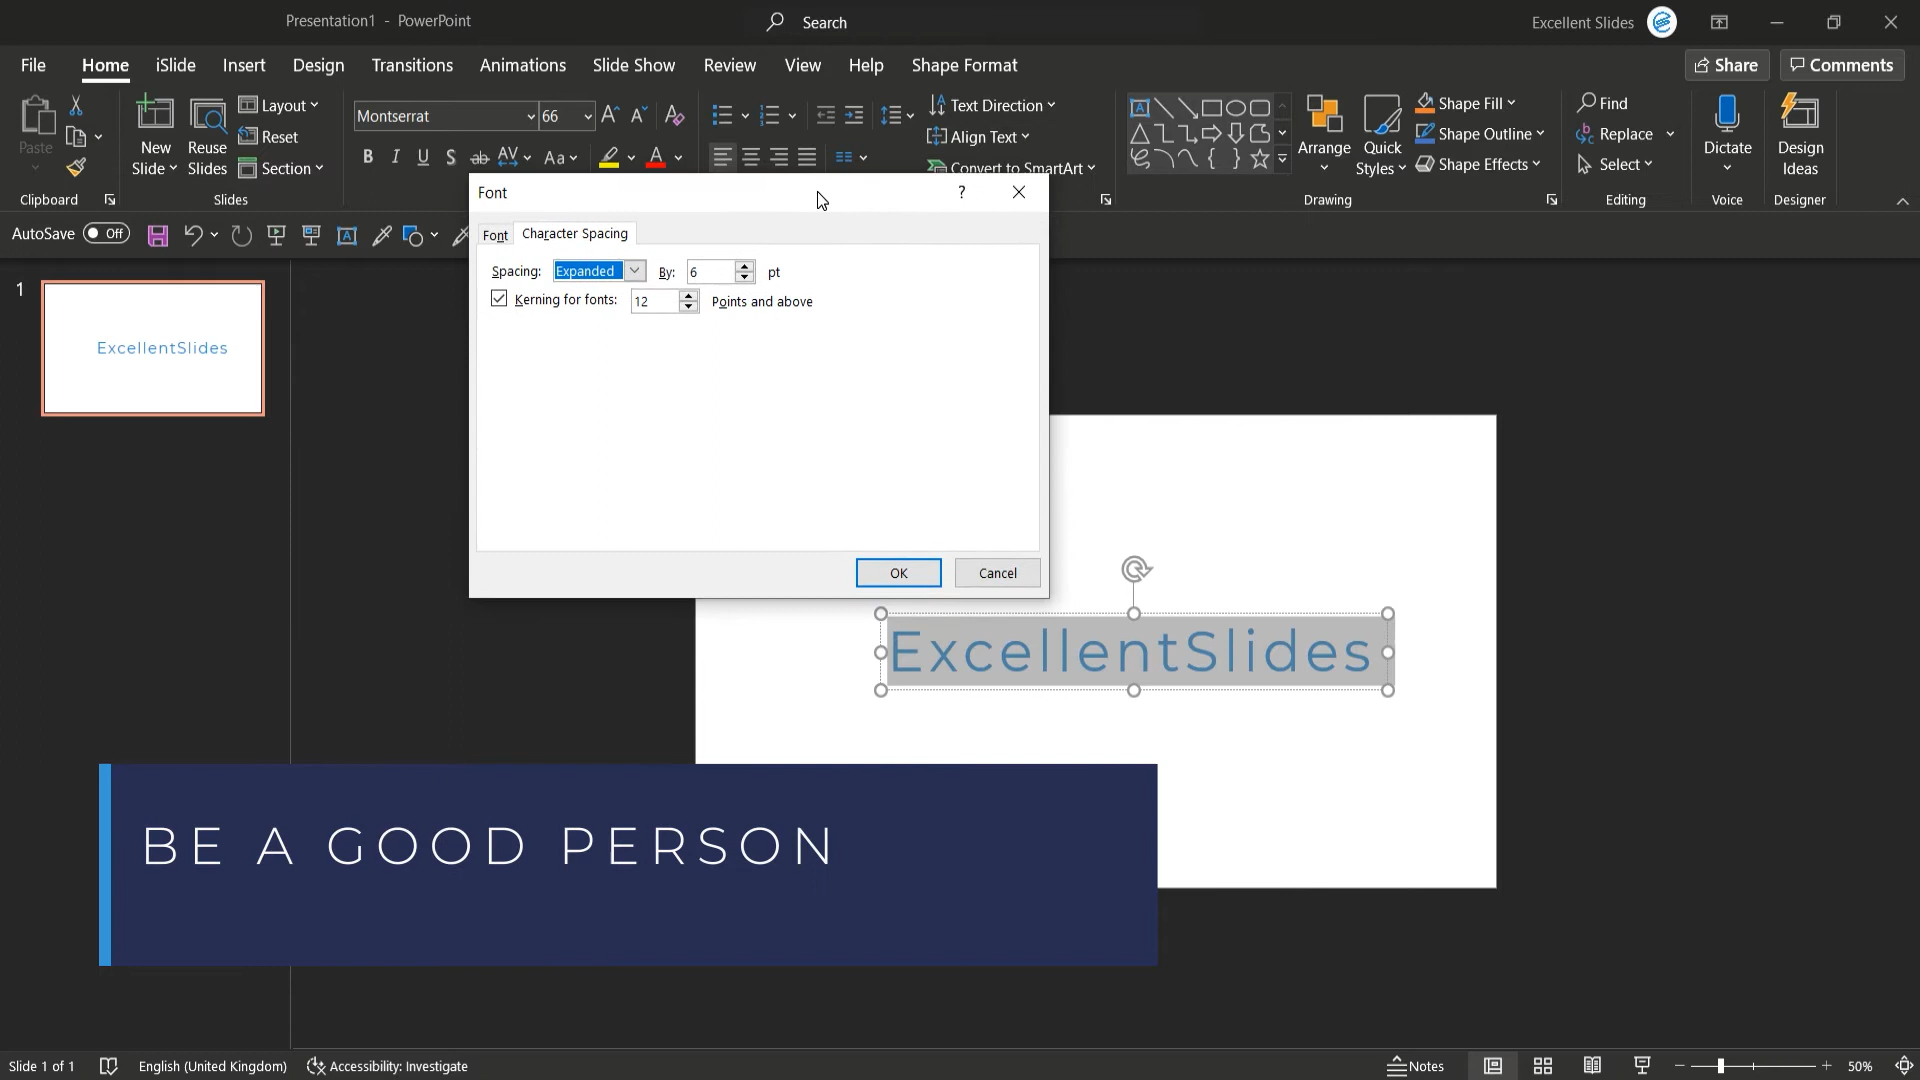 Presentation1 - PowerPoint
Search
Excellent Slides
File Home iSlide Insert Design Transitions Animations Slide Show Review View Help Shape Format
Share Comments
Paste
New Slide
Reuse Slides
Layout
Reset
Section
Montserrat 66
B I U S ab AV Aa A
Text Direction
Align Text
Convert to SmartArt
Arrange
Quick Styles
Shape Fill
Shape Outline
Shape Effects
Find
Replace
Select
Dictate
Design Ideas
Clipboard Slides Drawing Editing Voice Designer
AutoSave Off
Font ?
Font Character Spacing
Spacing: Expanded By: 6 pt
Kerning for fonts: 12 Points and above
OK Cancel
1
ExcellentSlides
ExcellentSlides
BE A GOOD PERSON
Slide 1 of 1 English (United Kingdom) Accessibility: Investigate Notes 50%